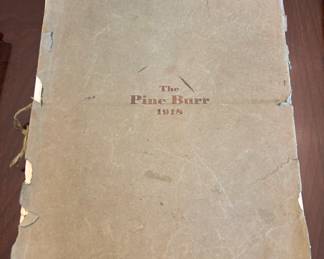 The
Pine Burr
1918